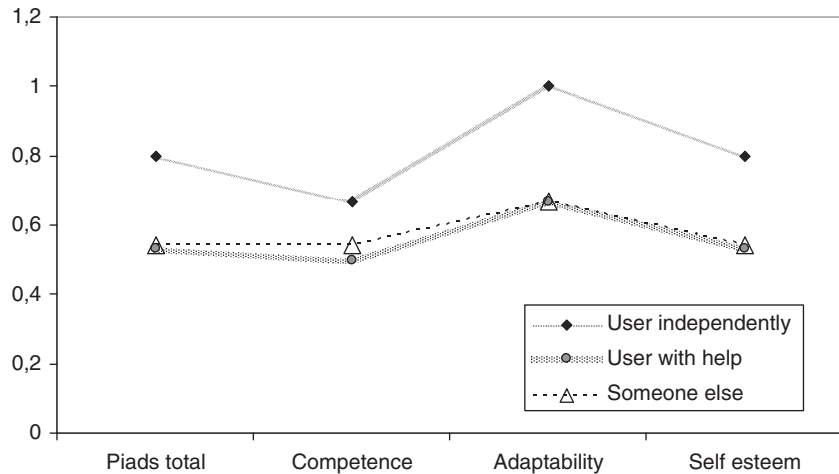 1,2
1
0,8
0,6
0,4
0,2
0
User independently
User with help
Someone else
Piads total Competence Adaptability Self esteem